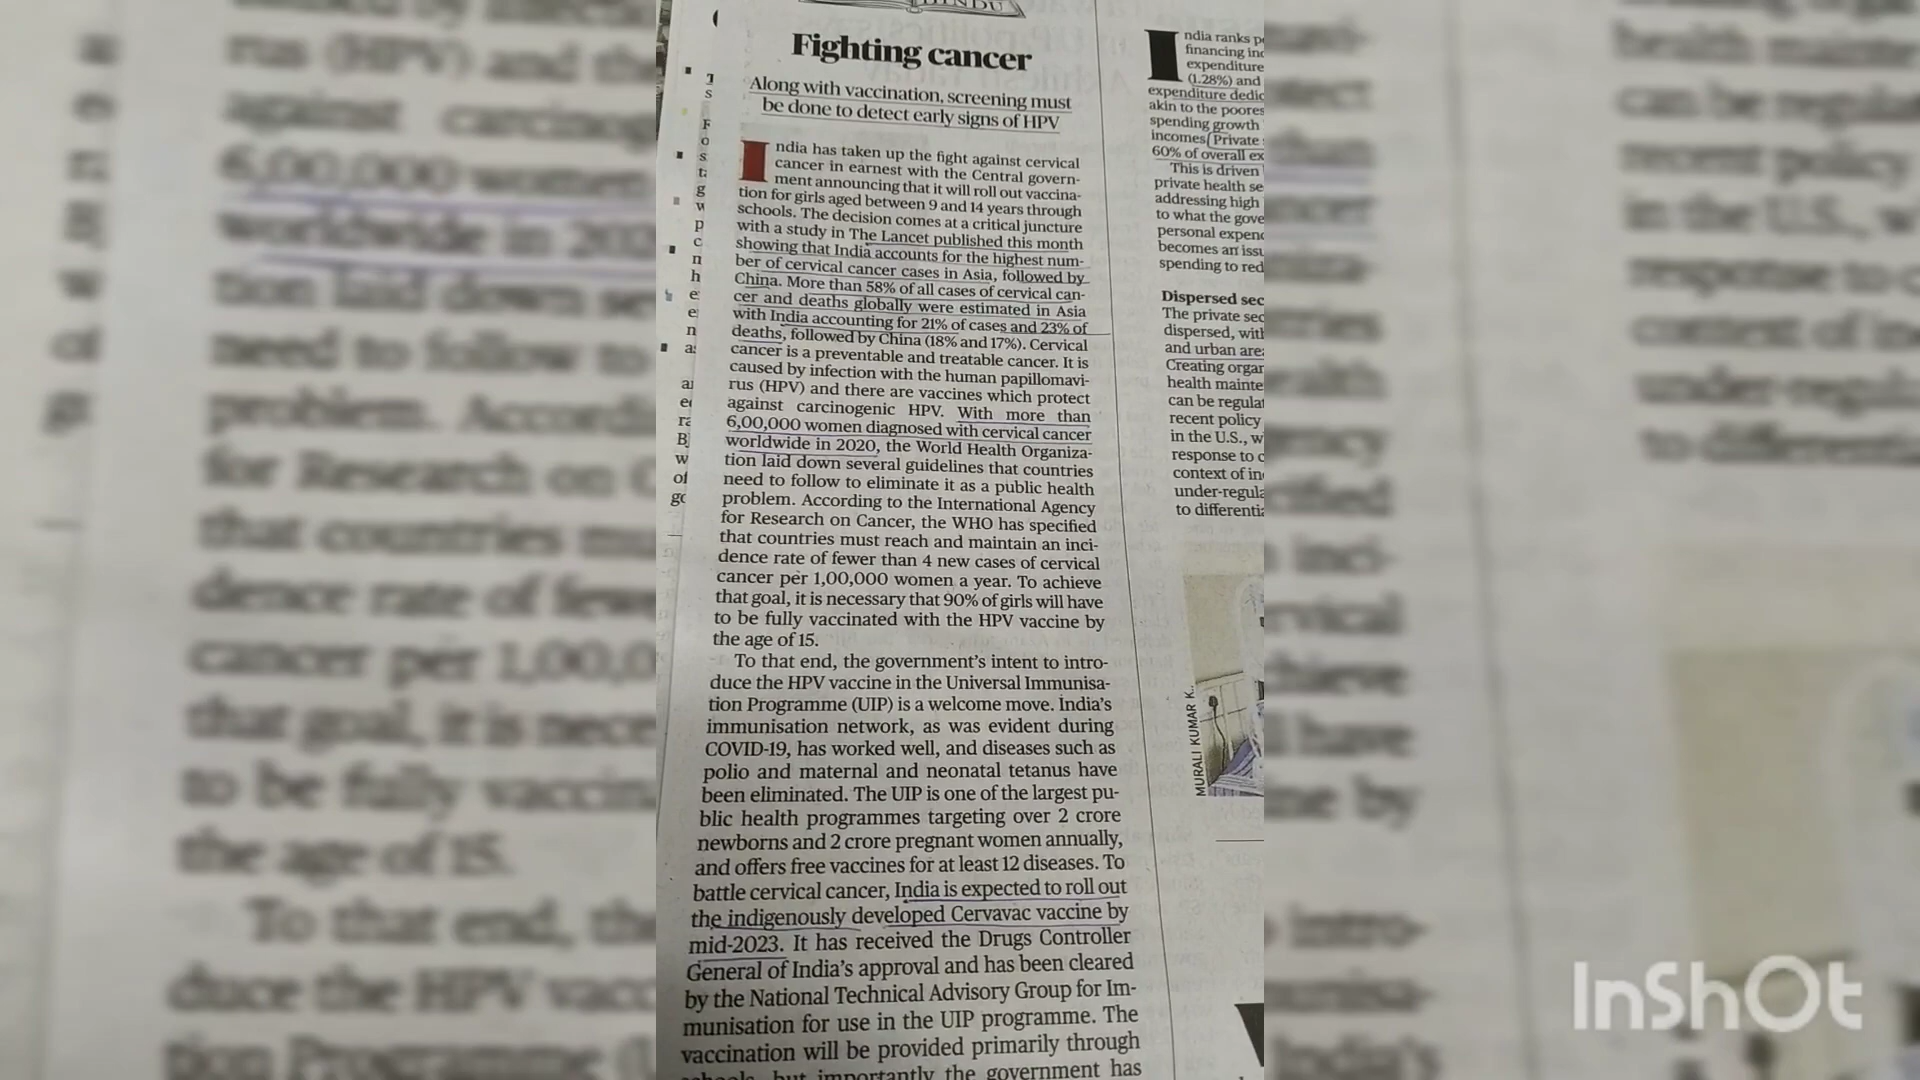 HINDU
Fighting cancer
Along with vaccination, screening must
be done to detect early signs of HPV
India has taken up the fight against cervical
cancer in earnest with the Central govern-
ment announcing that it will roll out vaccina-
tion for girls aged between 9 and 14 years through
schools. The decision comes at a critical juncture
with a study in The Lancet published this month
showing that India accounts for the highest num-
ber of cervical cancer cases in Asia, followed by
China. More than 58% of all cases of cervical can-
cer and deaths globally were estimated in Asia
with India accounting for 21% of cases and 23% of
deaths, followed by China (18% and 17%). Cervical
cancer is a preventable and treatable cancer. It is
caused by infection with the human papillomavi-
rus (HPV) and there are vaccines which protect
against carcinogenic HPV. With more than
6,00,000 women diagnosed with cervical cancer
worldwide in 2020, the World Health Organiza-
tion laid down several guidelines that countries
need to follow to eliminate it as a public health
problem. According to the International Agency
for Research on Cancer, the WHO has specified
that countries must reach and maintain an inci-
dence rate of fewer than 4 new cases of cervical
cancer per 1,00,000 women a year. To achieve
that goal, it is necessary that 90% of girls will have
to be fully vaccinated with the HPV vaccine by
the age of 15.
To that end, the government's intent to intro-
duce the HPV vaccine in the Universal Immunisa-
tion Programme (UIP) is a welcome move. India's
immunisation network, as was evident during
COVID-19, has worked well, and diseases such as
polio and maternal and neonatal tetanus have
been eliminated. The UIP is one of the largest pu-
blic health programmes targeting over 2 crore
newborns and 2 crore pregnant women annually,
and offers free vaccines for at least 12 diseases. To
battle cervical cancer, India is expected to roll out
the indigenously developed Cervavac vaccine by
mid-2023. It has received the Drugs Controller
General of India's approval and has been cleared
by the National Technical Advisory Group for Im-
munisation for use in the UIP programme. The
vaccination will be provided primarily through
schools, but importantly the government has
India ranks
financing
expenditure
(1.28%) and
expenditure
akin to the
spending growth
incomes (Private
60% of overall
This is driven
private health
addressing high
to what the
personal
becomes an
spending to
Dispersed
The private
dispersed,
and urban
Creating
health
can be
recent policy
in the U.S.,
response to
context of
under-
to
MURALI KUMAR K.
InShOt